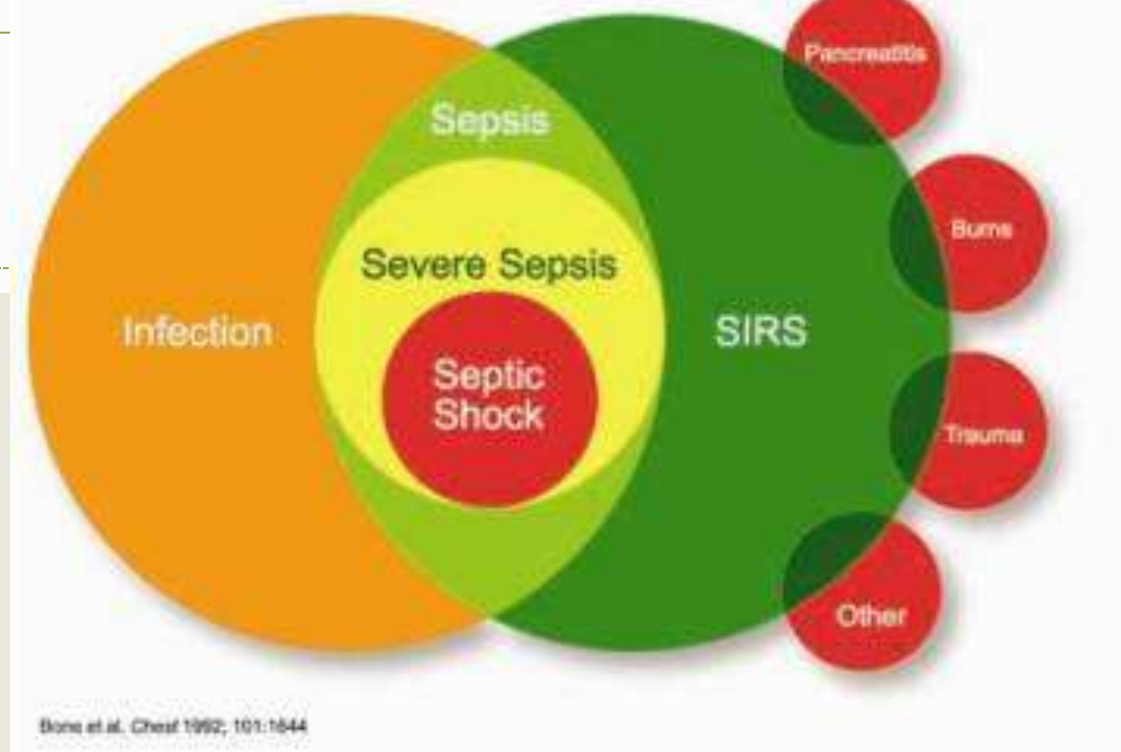 Pancreatitis
Sepsis
Burns
Severe Sepsis
Infection
SIRS
Septic
Shock
Trauma
Other
Bone et al. Chest 1992; 101:1644